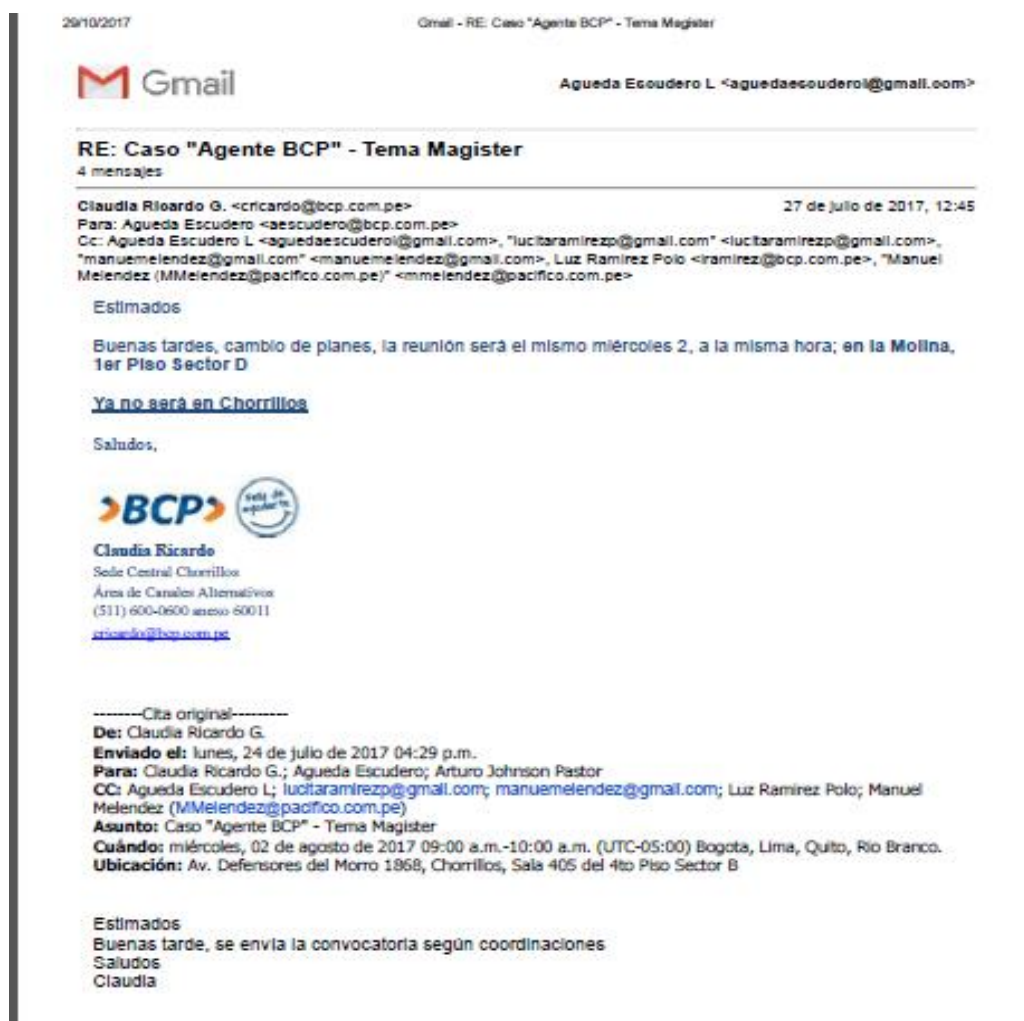 29/10/2017 Gmail - RE: Caso "Agente BCP" - Tema Magister
Gmail
Agueda Escudero L <aguedaescuderol@gmail.com>
RE: Caso "Agente BCP" - Tema Magister
4 mensajes
Claudia Ricardo G. <cricardo@bcp.com.pe> 27 de julio de 2017, 12:45
Para: Agueda Escudero <aescudero@bcp.com.pe>
Cc: Agueda Escudero L <aguedaescuderol@gmail.com>, "lucitaramirezp@gmail.com" <lucitaramirezp@gmail.com>,
"manuemelendez@gmail.com" <manuemelendez@gmail.com>, Luz Ramirez Polo <lramirez@bcp.com.pe>, "Manuel
Melendez (MMelendez@pacifico.com.pe)" <mmelendez@pacifico.com.pe>
Estimados
Buenas tardes, cambio de planes, la reunión será el mismo miércoles 2, a la misma hora; en la Molina,
1er Piso Sector D
Ya no será en Chorrillos
Saludos,
BCP
Claudia Ricardo
Sede Central Chorrillos
Área de Canales Alternativos
(511) 600-0600 anexo 60011
cricardo@bcp.com.pe
--------Cita original---------
De: Claudia Ricardo G.
Enviado el: lunes, 24 de julio de 2017 04:29 p.m.
Para: Claudia Ricardo G.; Agueda Escudero; Arturo Johnson Pastor
CC: Agueda Escudero L; lucitaramirezp@gmail.com; manuemelendez@gmail.com; Luz Ramirez Polo; Manuel
Melendez (MMelendez@pacifico.com.pe)
Asunto: Caso "Agente BCP" - Tema Magister
Cuándo: miércoles, 02 de agosto de 2017 09:00 a.m.-10:00 a.m. (UTC-05:00) Bogota, Lima, Quito, Rio Branco.
Ubicación: Av. Defensores del Morro 1868, Chorrillos, Sala 405 del 4to Piso Sector B
Estimados
Buenas tarde, se envia la convocatoria según coordinaciones
Saludos
Claudia